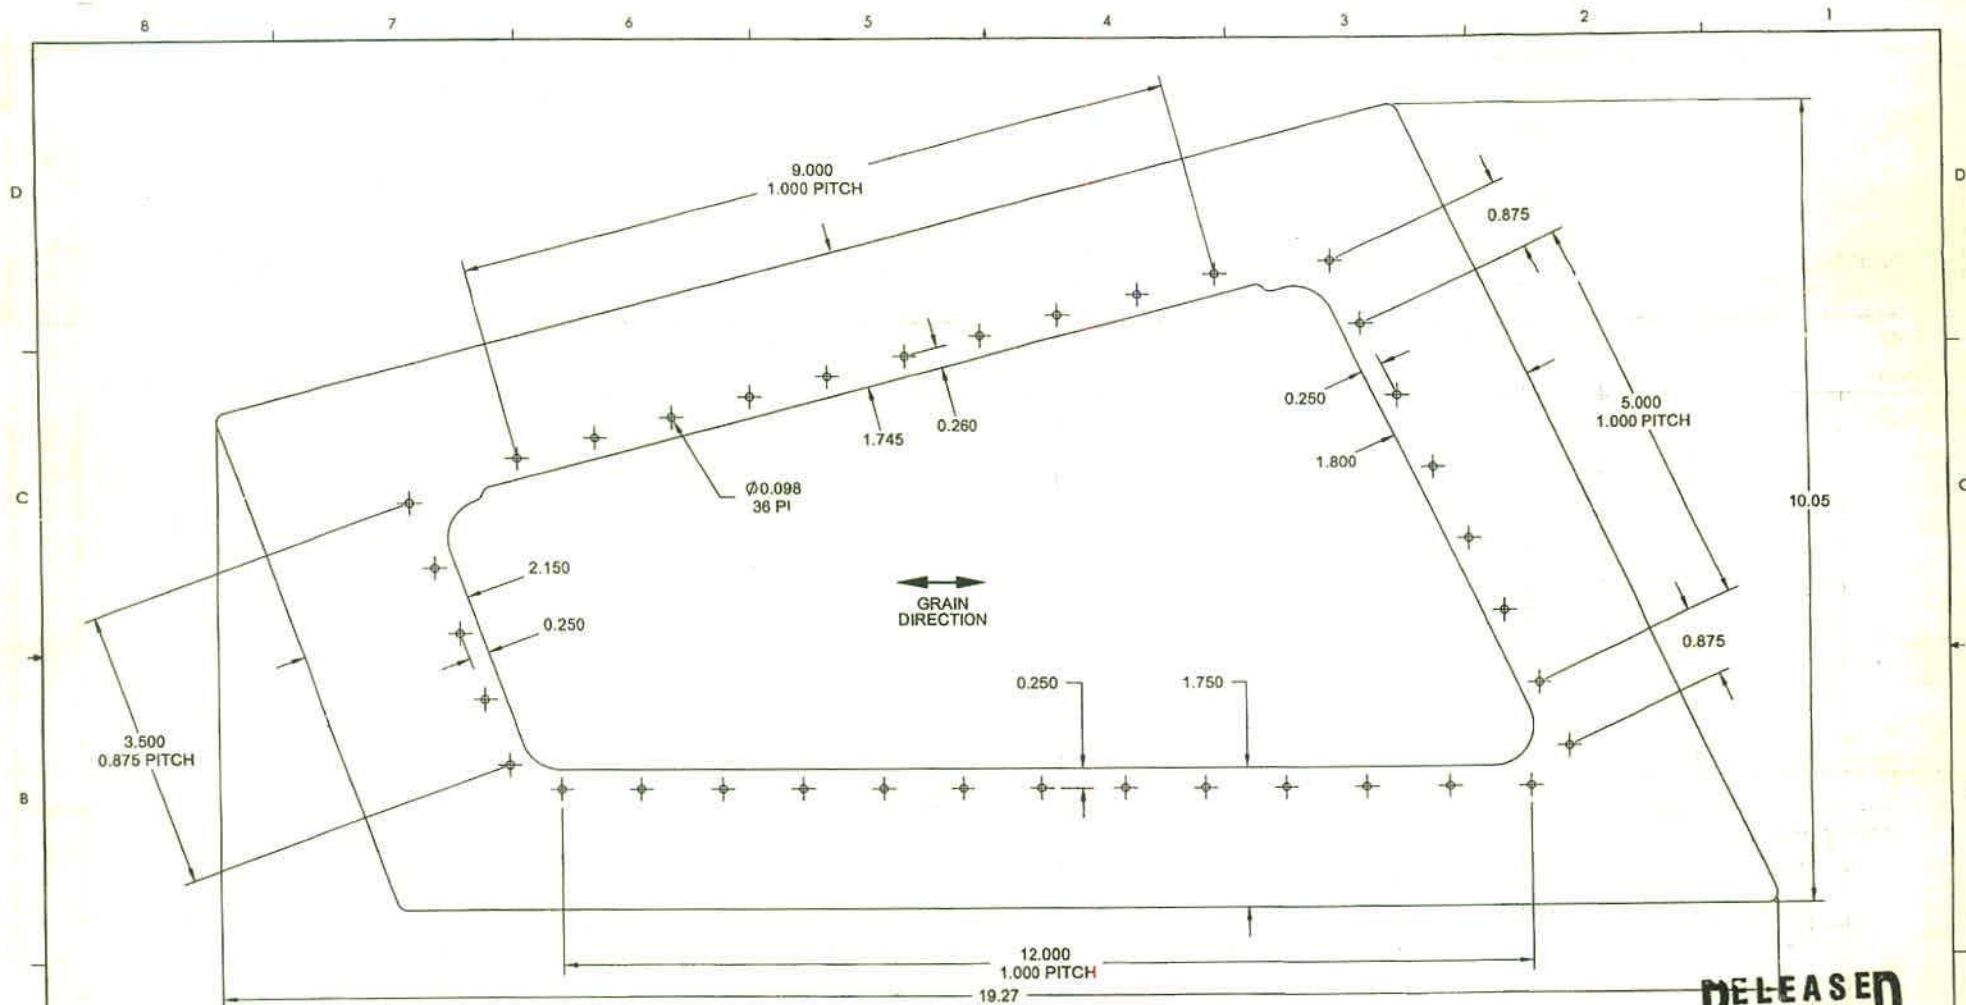 8 7 6 5 4 3 2 1
D
D
9.000
1.000 PITCH
0.875
0.250
5.000
1.000 PITCH
1.745
0.260
1.800
Ø0.098
36 PI
C
C
10.05
2.150
GRAIN
DIRECTION
0.250
0.875
0.250
1.750
3.500
0.875 PITCH
B
12.000
1.000 PITCH
19.27
RELEASED